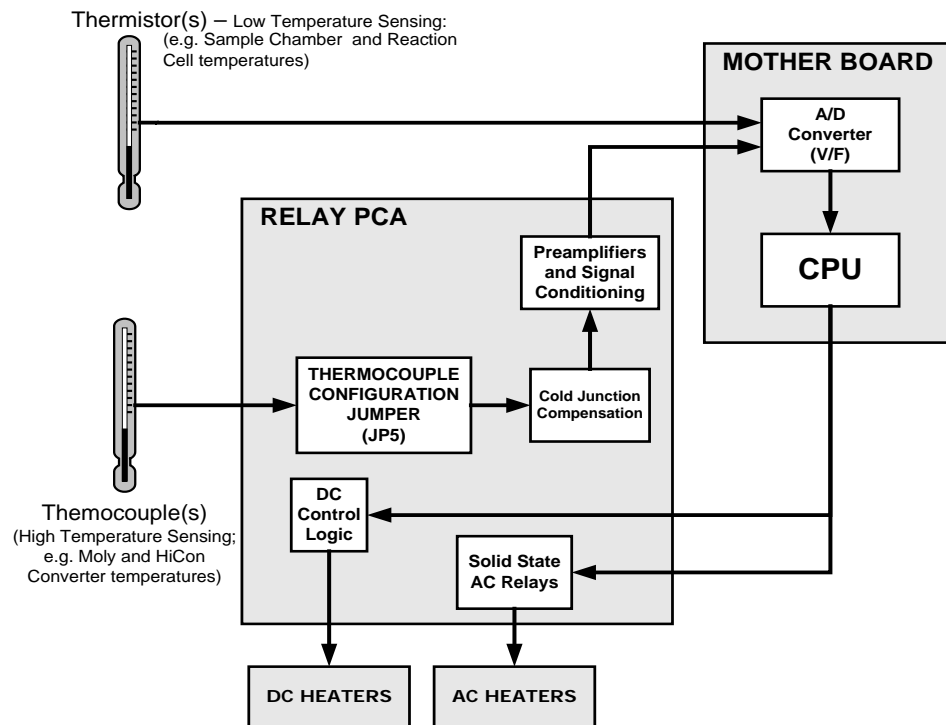 Thermistor(s) – Low Temperature Sensing:
(e.g. Sample Chamber and Reaction
Cell temperatures)
MOTHER BOARD
A/D
Converter
(V/F)
CPU
RELAY PCA
Preamplifiers
and Signal
Conditioning
THERMOCOUPLE
CONFIGURATION
JUMPER
(JP5)
Cold Junction
Compensation
Themocouple(s)
(High Temperature Sensing;
e.g. Moly and HiCon
Converter temperatures)
DC
Control
Logic
Solid State
AC Relays
DC HEATERS
AC HEATERS